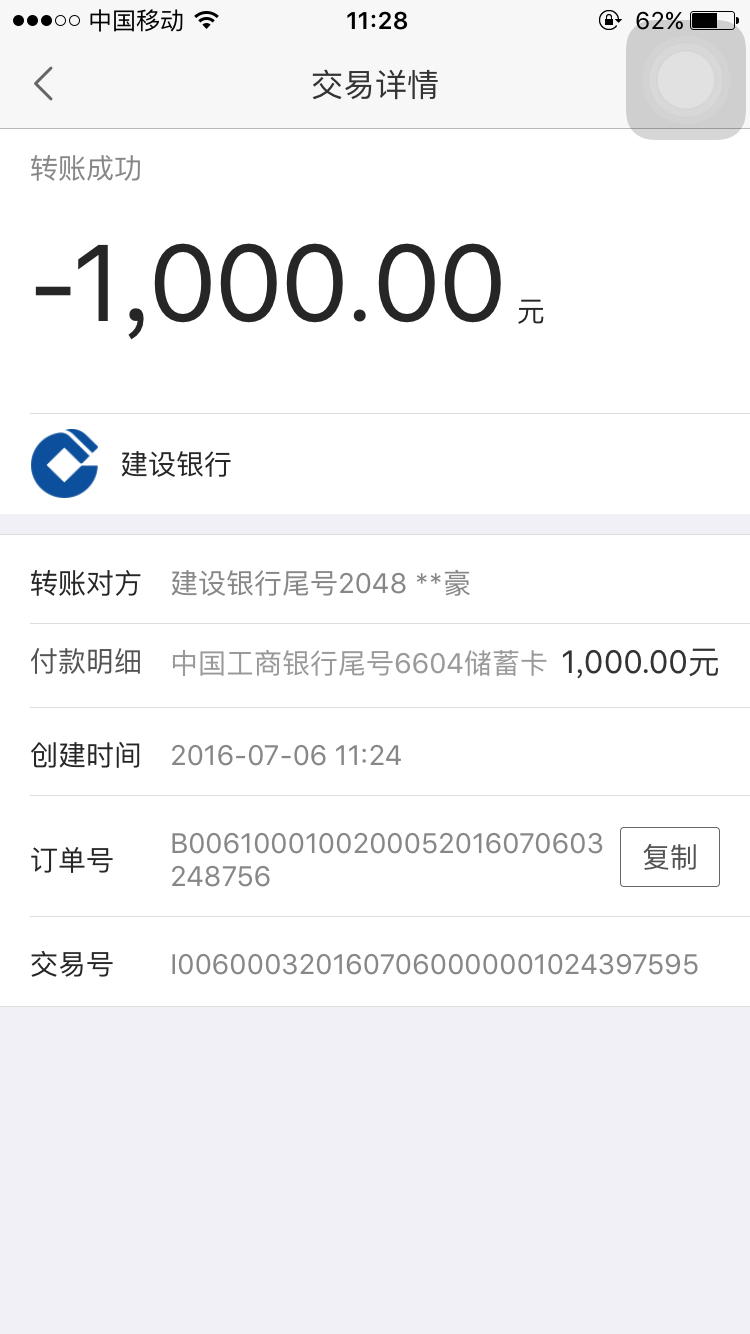 中国移动 11:28 62%
交易详情
转账成功
-1,000.00 元
建设银行
转账对方 建设银行尾号2048 **豪
付款明细 中国工商银行尾号6604储蓄卡 1,000.00元
创建时间 2016-07-06 11:24
订单号 B0061000100200052016070603
248756 复制
交易号 I00600032016070600000001024397595